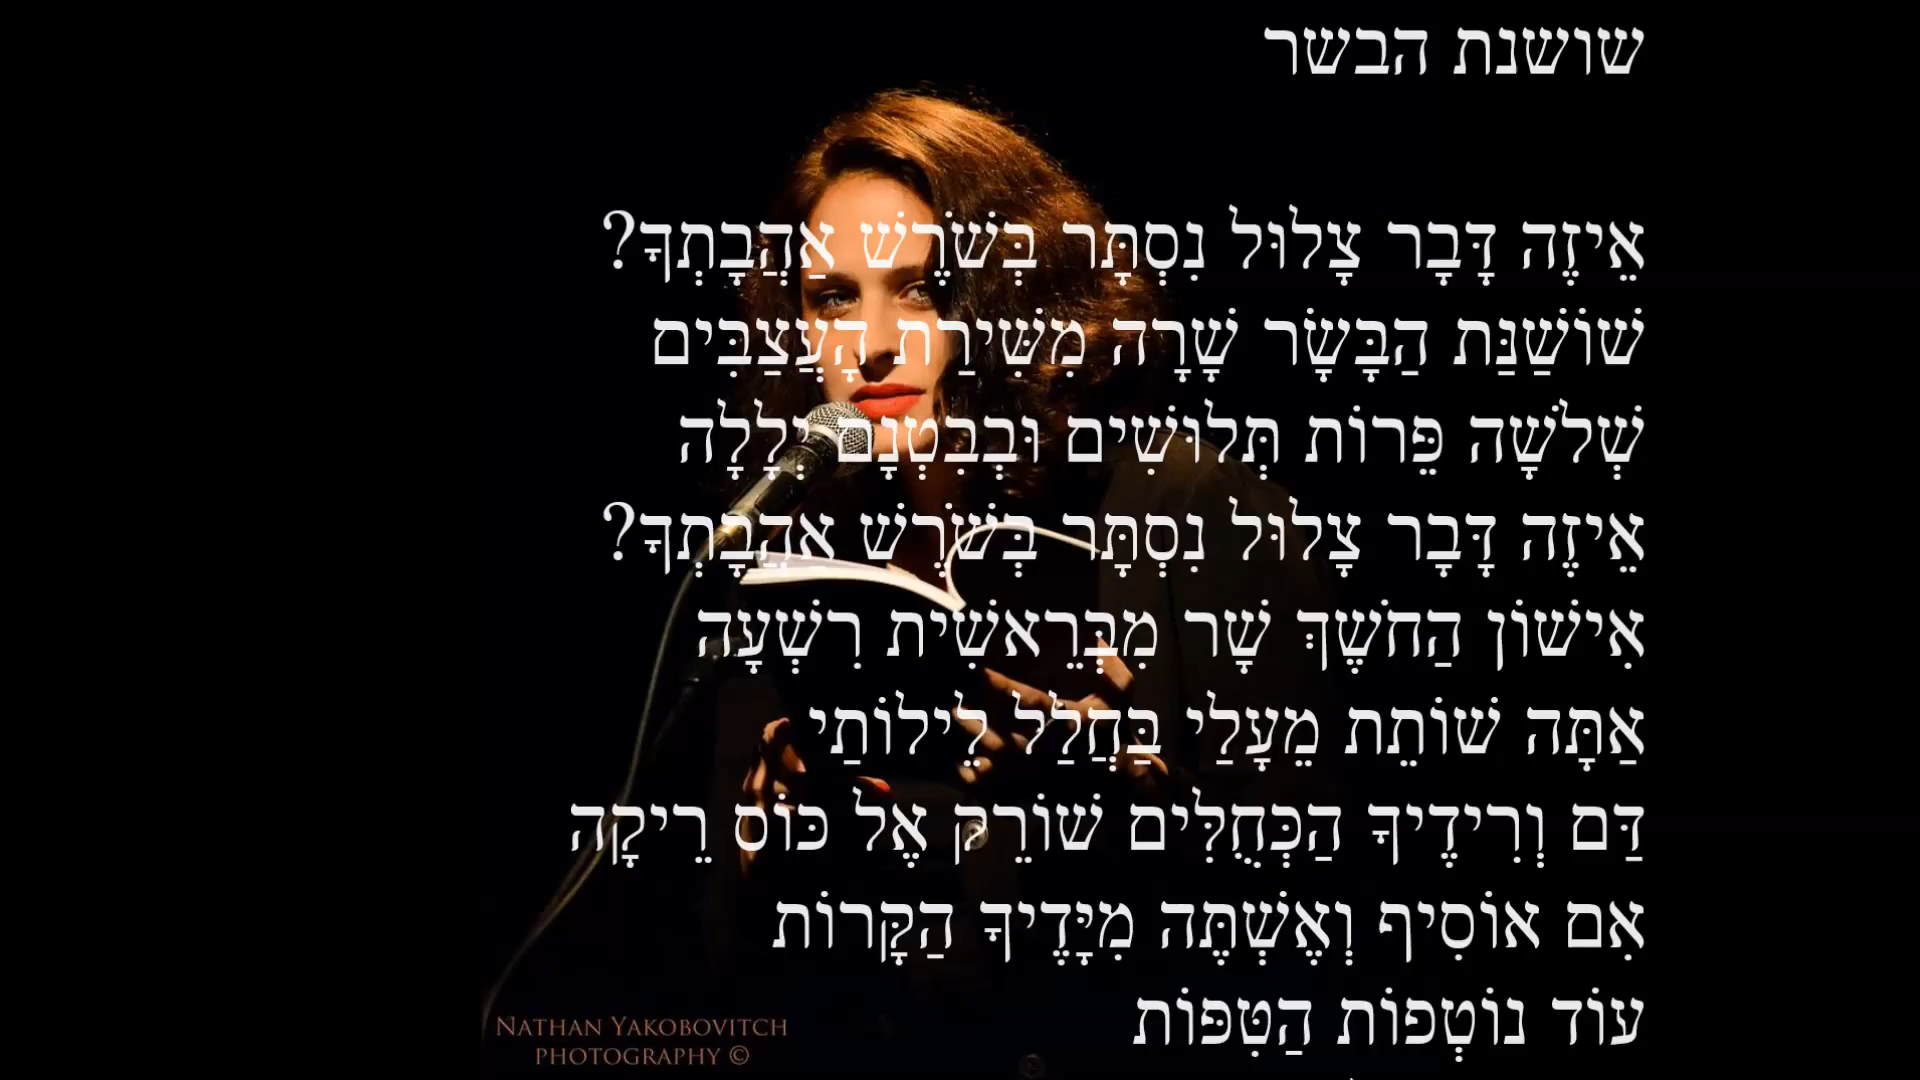 שושנת הבשר
אֵיזֶה דָּבָר צָלוּל נִסְתָּר בְּשֹׁרֶשׁ אַהֲבָתְךָ?
שׁוֹשַׁנַּת הַבָּשָׂר שָׁרָה מִשִּׁירַת הָעֲצַבִּים
שְׁלֹשָׁה פֵּרוֹת תְּלוּשִׁים וּבְבִטְנָם יְלָלָה
אֵיזֶה דָּבָר צָלוּל נִסְתָּר בְּשֹׁרֶשׁ אהֲבָתְךָ?
אִישׁוֹן הַחֹשֶׁךְ שָׁר מִבְּרֵאשִׁית רִשְׁעָה
אַתָּה שׁוֹתֵת מֵעָלַי בַּחֲלַל לֵילוֹתַי
דַּם וְרִידֶיךָ הַכְּחֻלִּים שׁוֹרֵק אֶל כּוֹס רֵיקָה
אִם אוֹסִיף וְאֶשְׁתֶּה מִיָּדֶיךָ הַקָּרוֹת
עוֹד נוֹטְפוֹת הַטִּפּוֹת
NATHAN YAKOBOVITCH
PHOTOGRAPHY ©